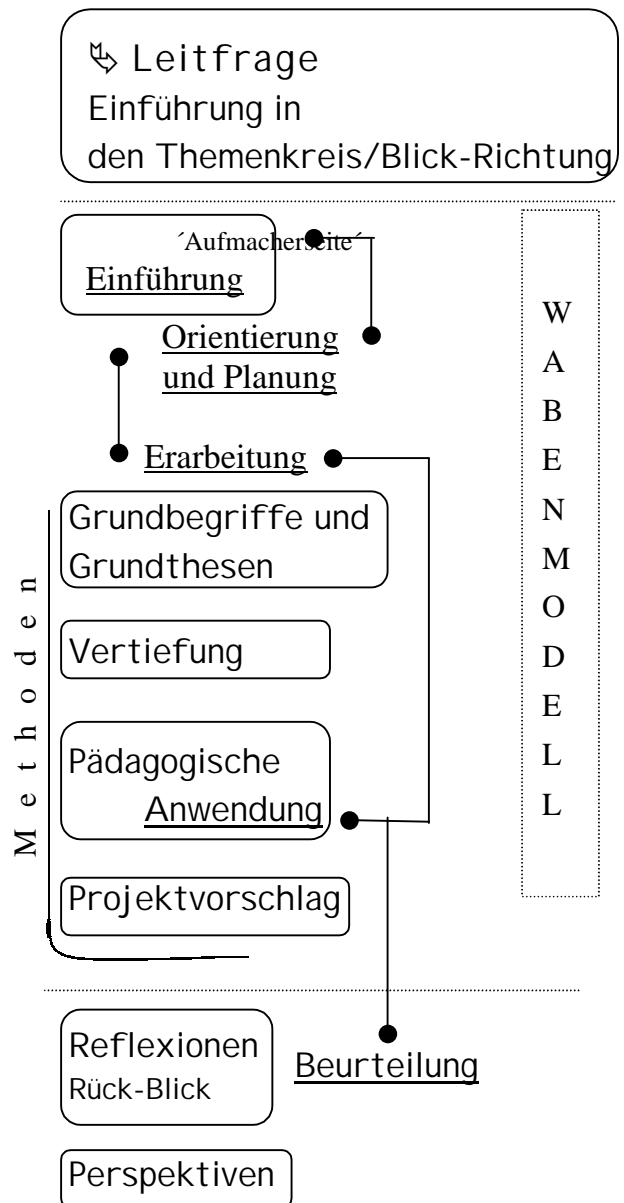 ⮱ Leitfrage
Einführung in
den Themenkreis/Blick-Richtung
´Aufmacherseite´
Einführung
Orientierung
und Planung
Erarbeitung
Grundbegriffe und
Grundthesen
Vertiefung
Pädagogische
Anwendung
Projektvorschlag
Methoden
WABENMODELL
Reflexionen
Rück-Blick
Beurteilung
Perspektiven